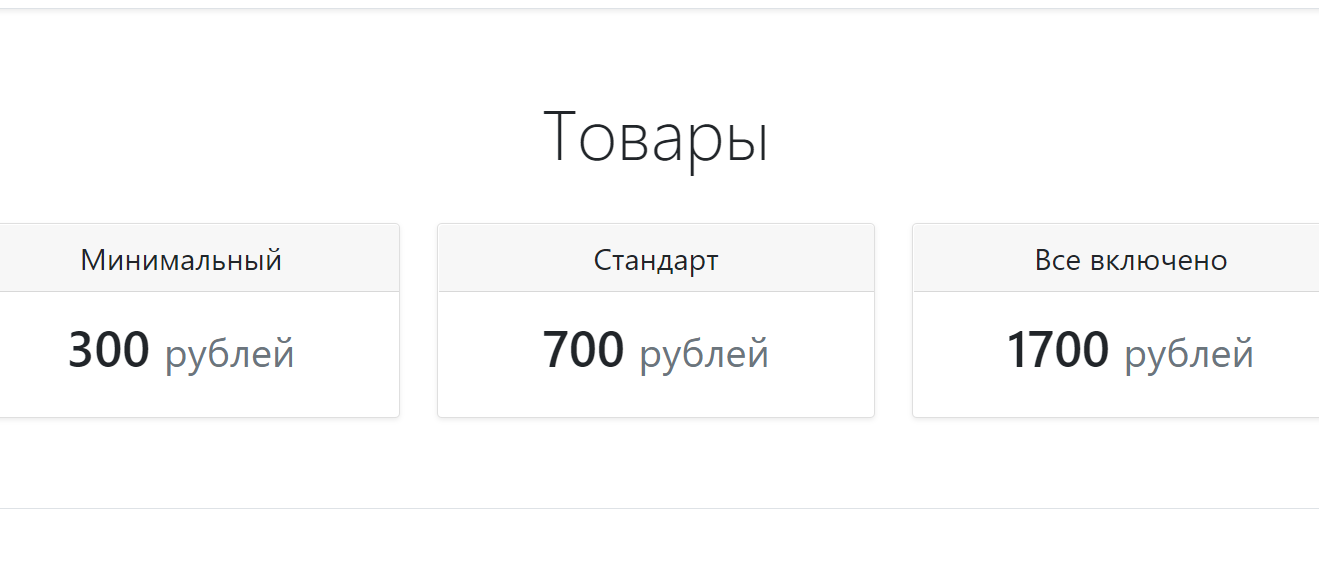 Товары
Минимальный
300 рублей
Стандарт
700 рублей
Все включено
1700 рублей